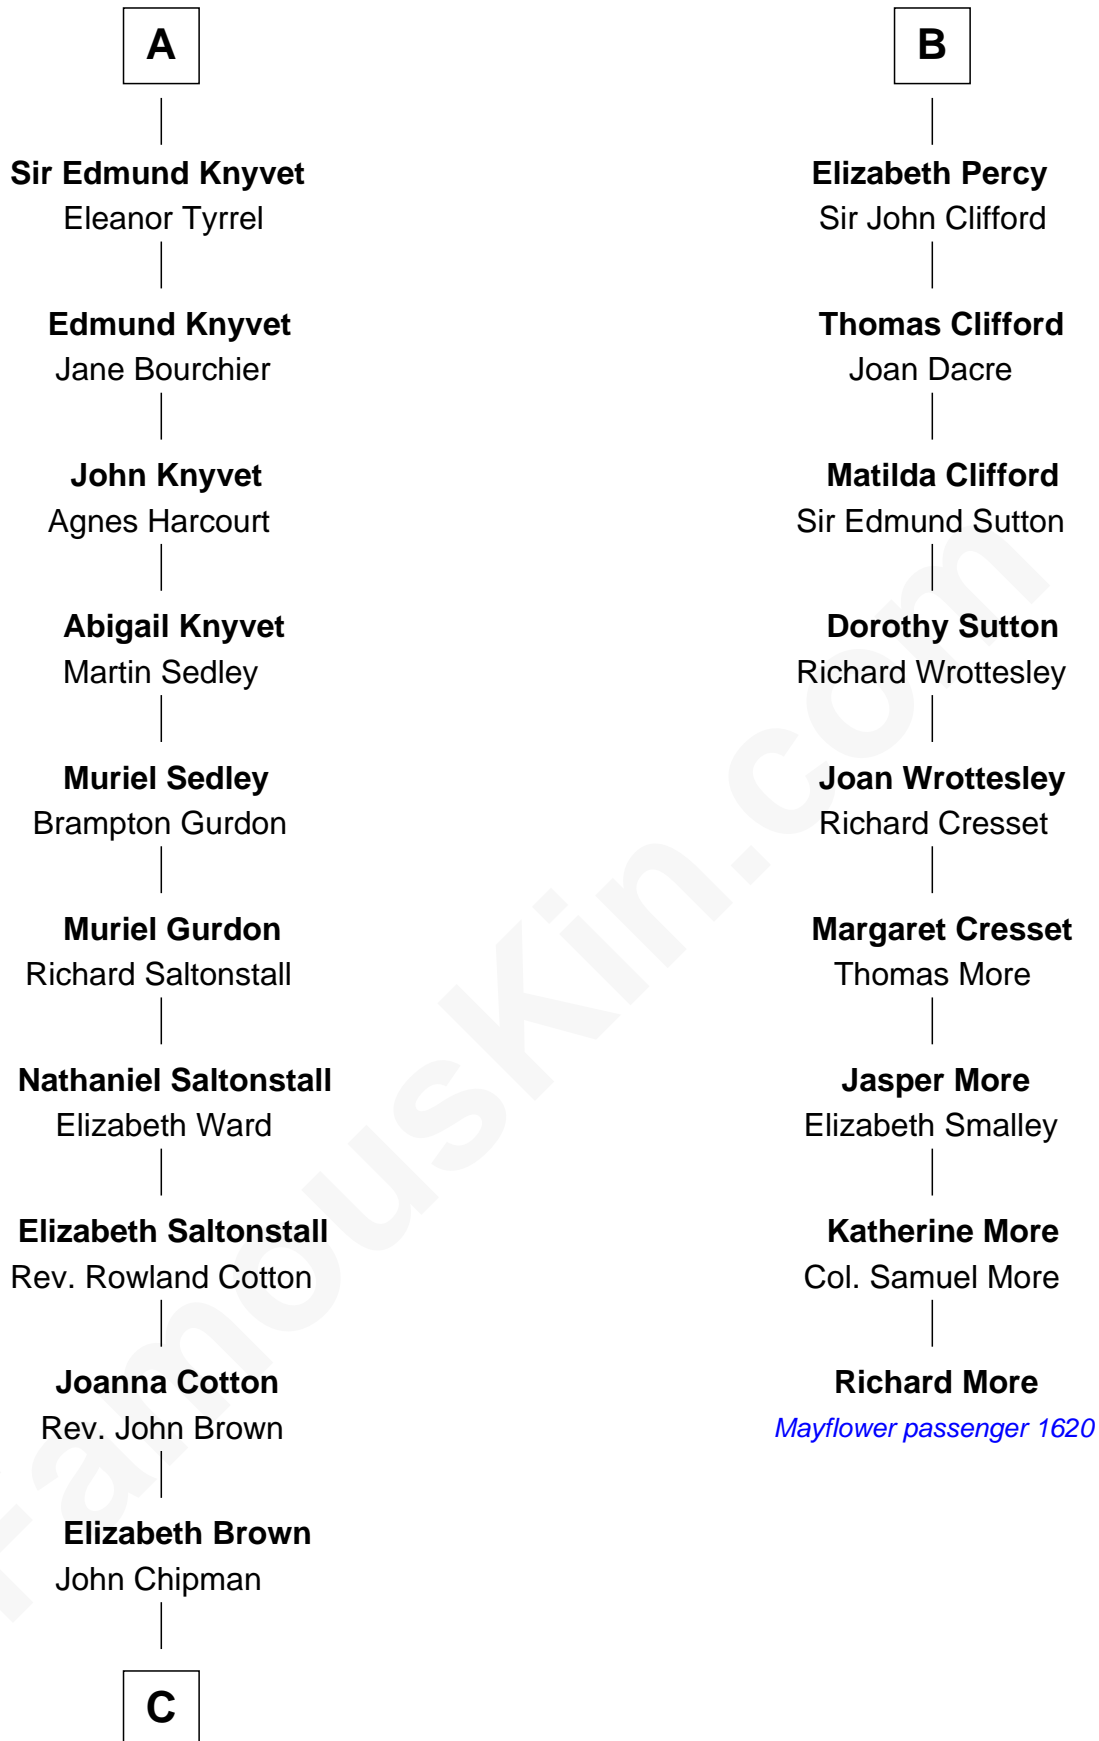 A
Sir Edmund Knyvet
Eleanor Tyrrel
Edmund Knyvet
Jane Bourchier
John Knyvet
Agnes Harcourt
Abigail Knyvet
Martin Sedley
Muriel Sedley
Brampton Gurdon
Muriel Gurdon
Richard Saltonstall
Nathaniel Saltonstall
Elizabeth Ward
Elizabeth Saltonstall
Rev. Rowland Cotton
Joanna Cotton
Rev. John Brown
Elizabeth Brown
John Chipman
C
B
Elizabeth Percy
Sir John Clifford
Thomas Clifford
Joan Dacre
Matilda Clifford
Sir Edmund Sutton
Dorothy Sutton
Richard Wrottesley
Joan Wrottesley
Richard Cresset
Margaret Cresset
Thomas More
Jasper More
Elizabeth Smalley
Katherine More
Col. Samuel More
Richard More
Mayflower passenger 1620
FamousKin.com